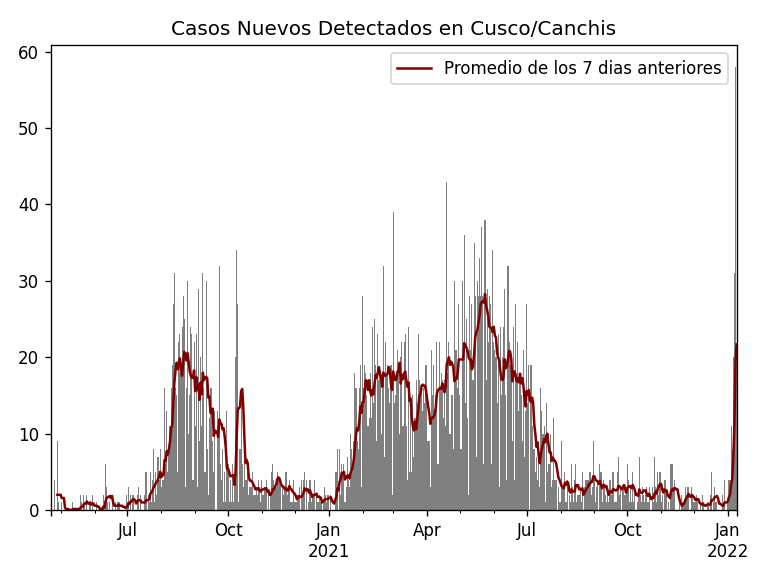 Casos Nuevos Detectados en Cusco/Canchis
Promedio de los 7 dias anteriores
60
50
40
30
20
10
0
Jul Oct Jan Apr Jul Oct Jan
2021 2022